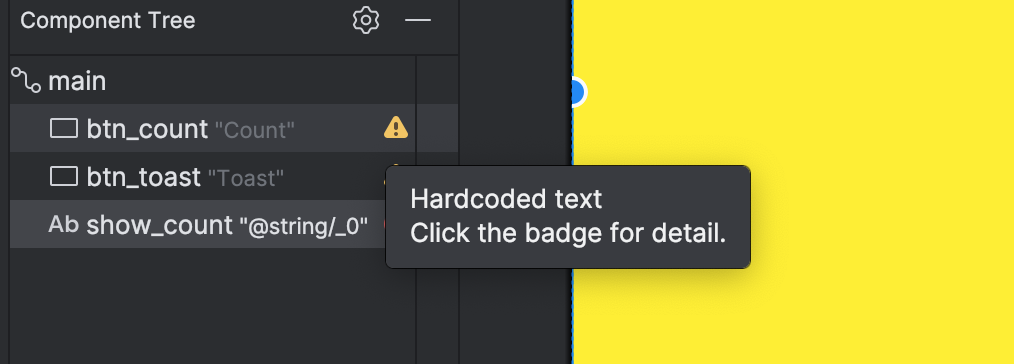 Component Tree
main
btn_count "Count"
btn_toast "Toast"
Ab show_count "@string/_0"
Hardcoded text
Click the badge for detail.